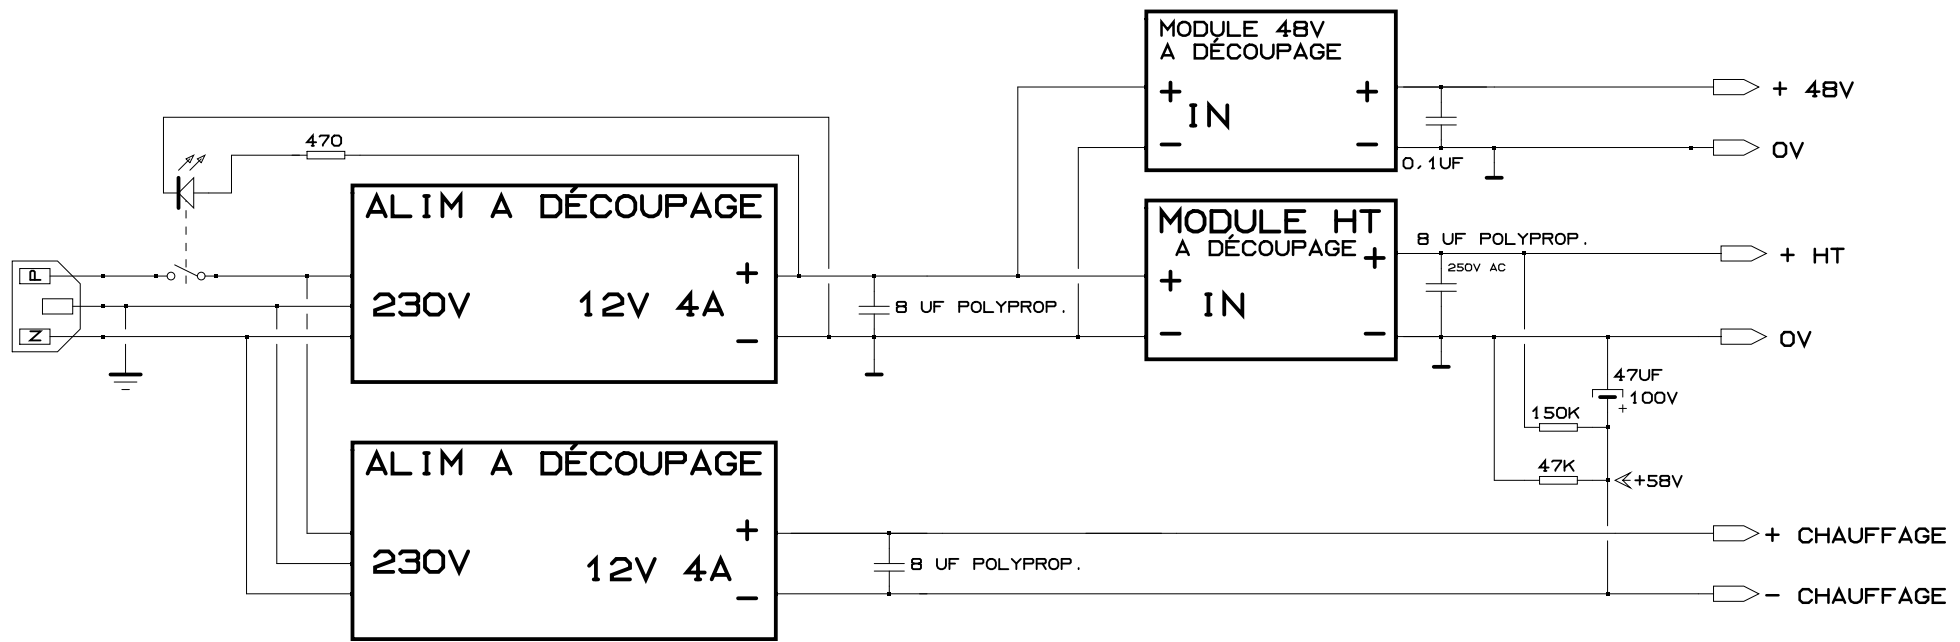 MODULE 48V
A DÉCOUPAGE
+ +
IN
- -
0,1UF
+ 48V
0V
470
ALIM A DÉCOUPAGE
230V
12V 4A
+
-
P
N
8 UF POLYPROP.
MODULE HT
A DÉCOUPAGE
+
+
IN
- -
8 UF POLYPROP.
250V AC
+ HT
0V
47UF
100V
+
150K
47K
+58V
ALIM A DÉCOUPAGE
230V
12V 4A
+
-
8 UF POLYPROP.
+ CHAUFFAGE
- CHAUFFAGE